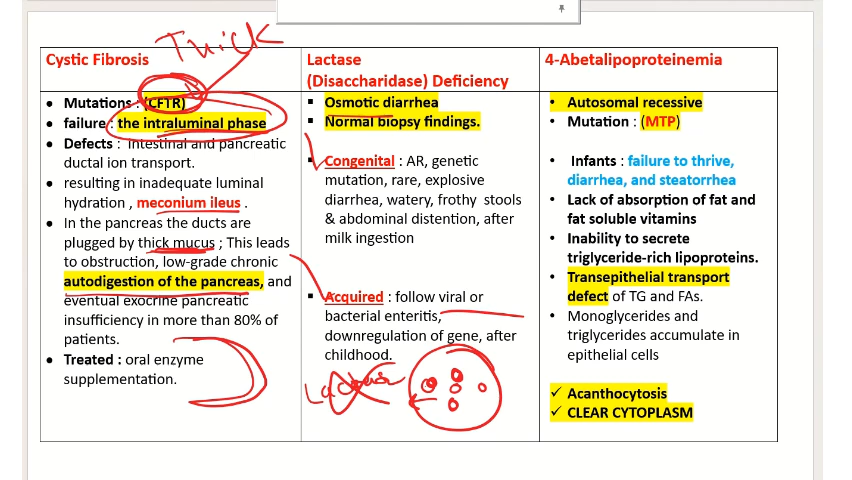 Thick
Cystic Fibrosis
• Mutations : (CFTR)
• failure : the intraluminal phase
• Defects : Intestinal and pancreatic
ductal ion transport.
• resulting in inadequate luminal
hydration , meconium ileus .
• In the pancreas the ducts are
plugged by thick mucus ; This leads
to obstruction, low-grade chronic
autodigestion of the pancreas, and
eventual exocrine pancreatic
insufficiency in more than 80% of
patients.
• Treated : oral enzyme
supplementation.
Lactase
(Disaccharidase) Deficiency
▪ Osmotic diarrhea
▪ Normal biopsy findings.
▪ Congenital : AR, genetic
mutation, rare, explosive
diarrhea, watery, frothy stools
& abdominal distention, after
milk ingestion
▪ Acquired : follow viral or
bacterial enteritis,
downregulation of gene, after
childhood.
4-Abetalipoproteinemia
• Autosomal recessive
• Mutation : (MTP)
• Infants : failure to thrive,
diarrhea, and steatorrhea
• Lack of absorption of fat and
fat soluble vitamins
• Inability to secrete
triglyceride-rich lipoproteins.
• Transepithelial transport
defect of TG and FAs.
• Monoglycerides and
triglycerides accumulate in
epithelial cells
✓ Acanthocytosis
✓ CLEAR CYTOPLASM